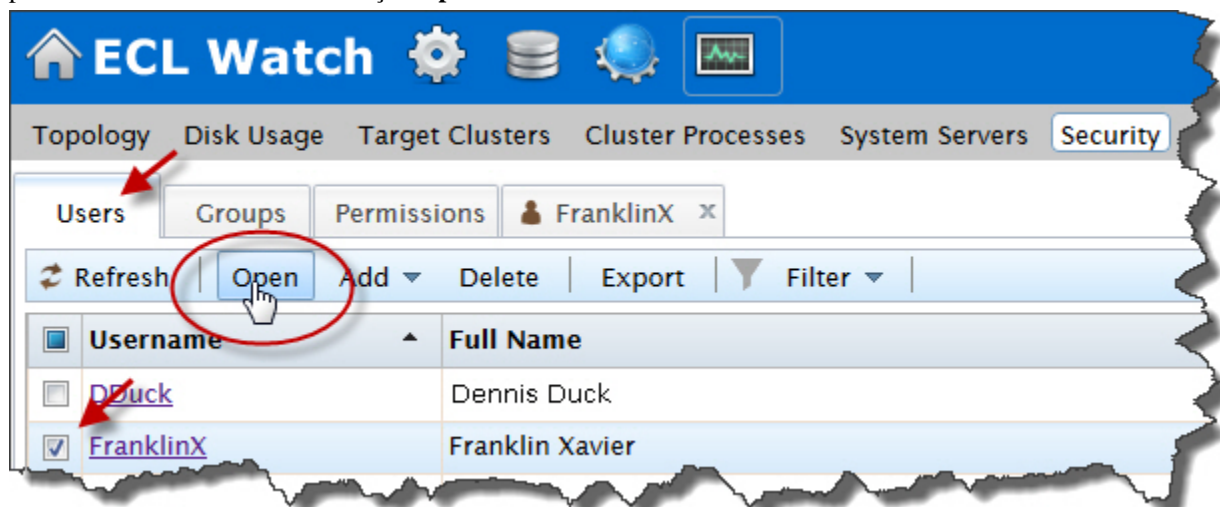 ECL Watch
Topology Disk Usage Target Clusters Cluster Processes System Servers Security
Users Groups Permissions FranklinX x
Refresh Open Add Delete Export Filter
Username Full Name
DDuck Dennis Duck
FranklinX Franklin Xavier